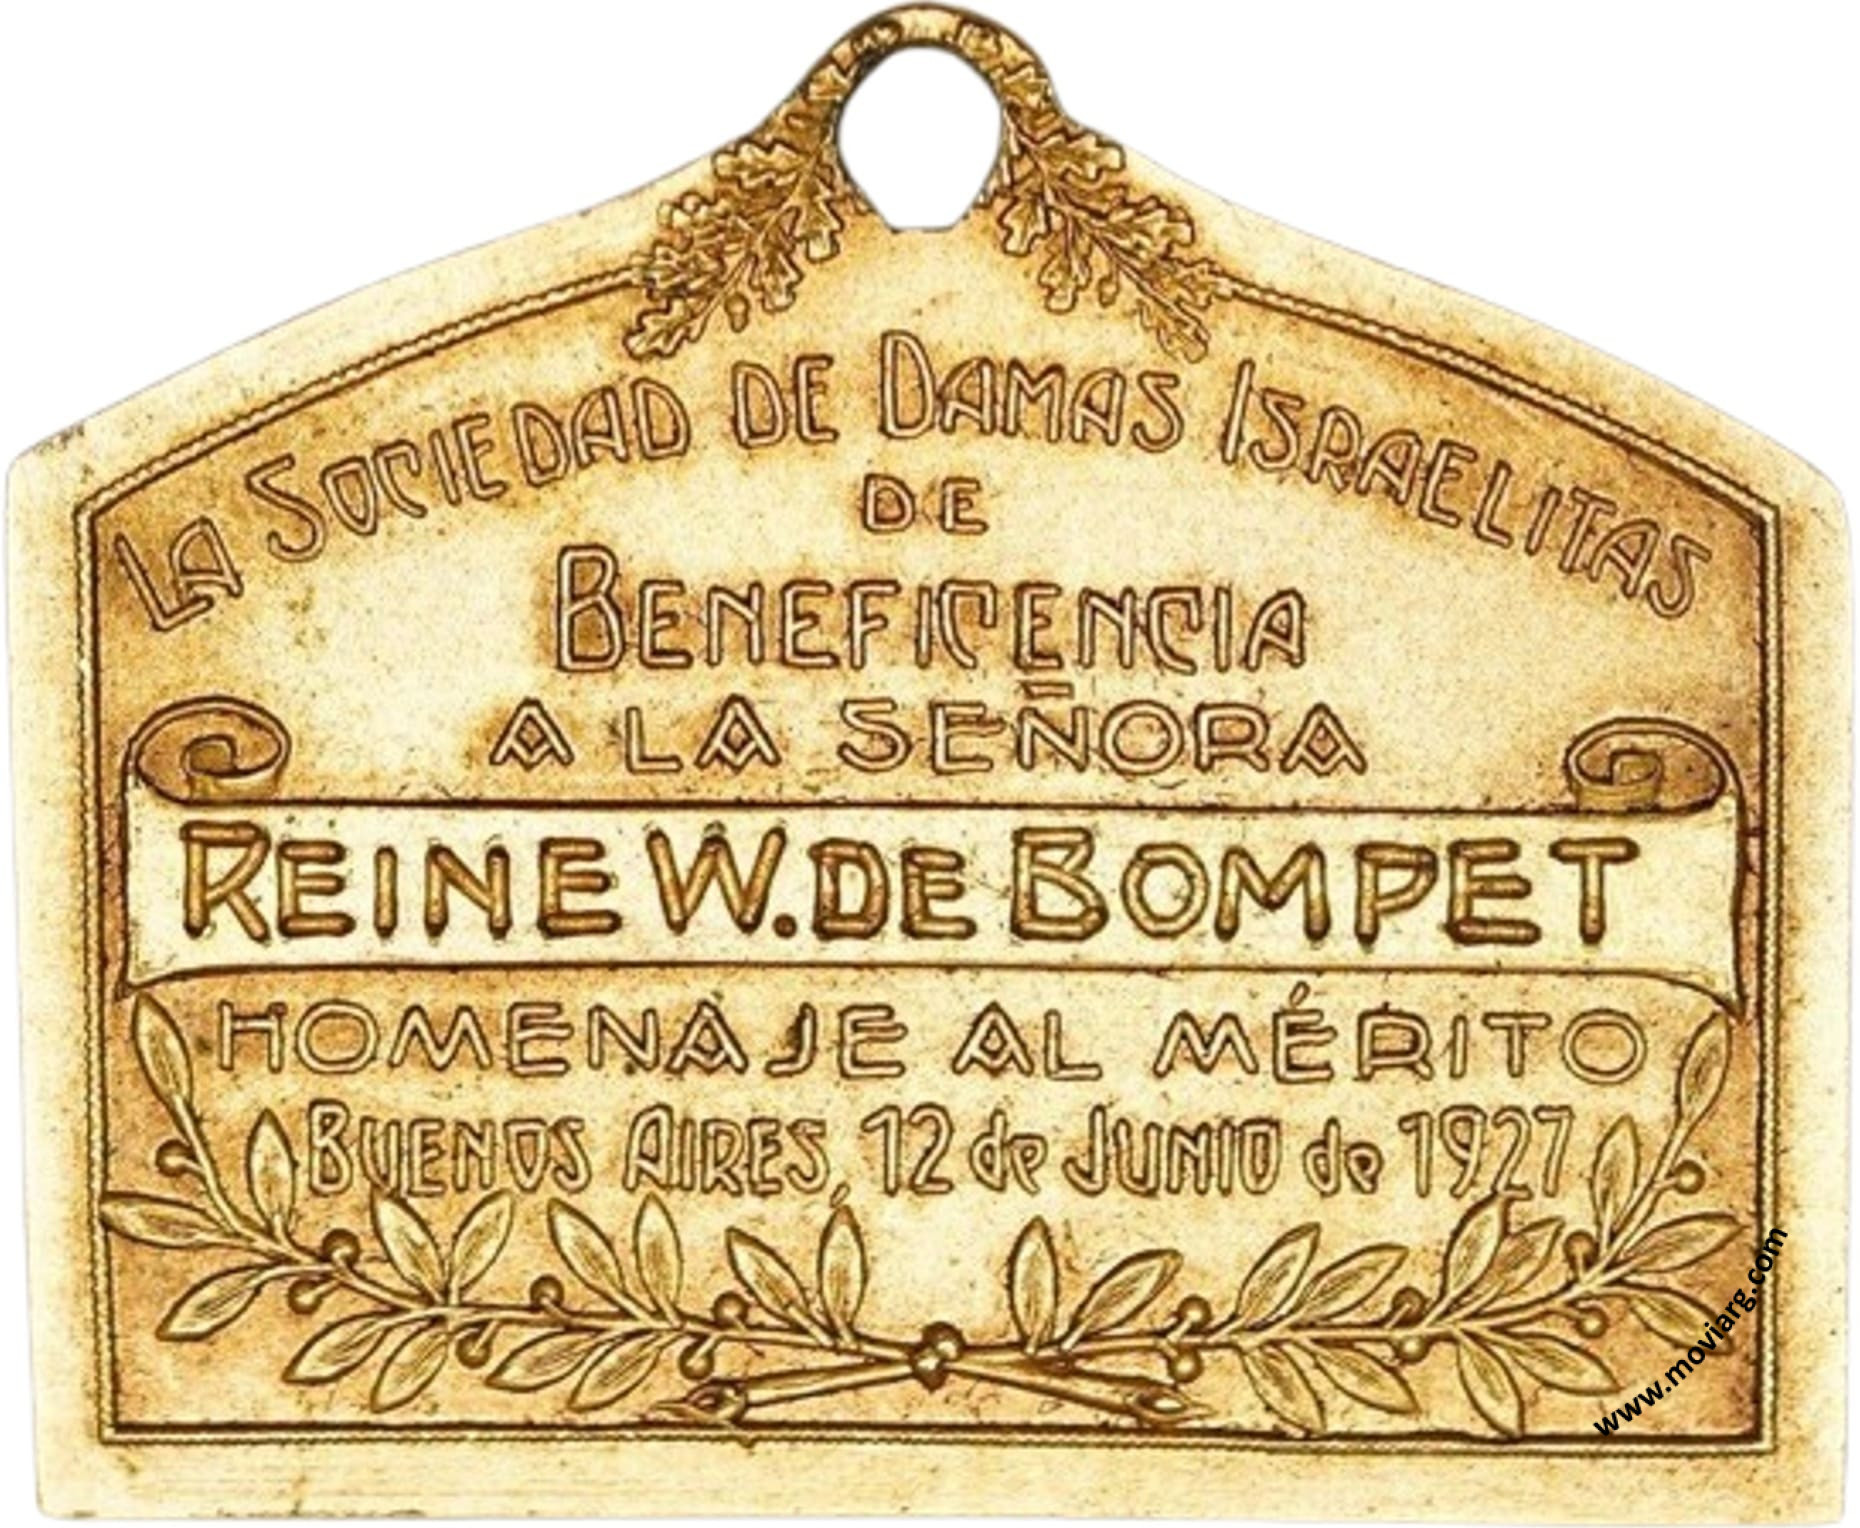 LA SOCIEDAD DE DAMAS ISRAELITAS
DE
BENEFICENCIA
A LA SEÑORA
REINE W. DE BOMPET
HOMENAJE AL MÉRITO
BUENOS AIRES, 12 de JUNIO de 1927
www.moviarg.com